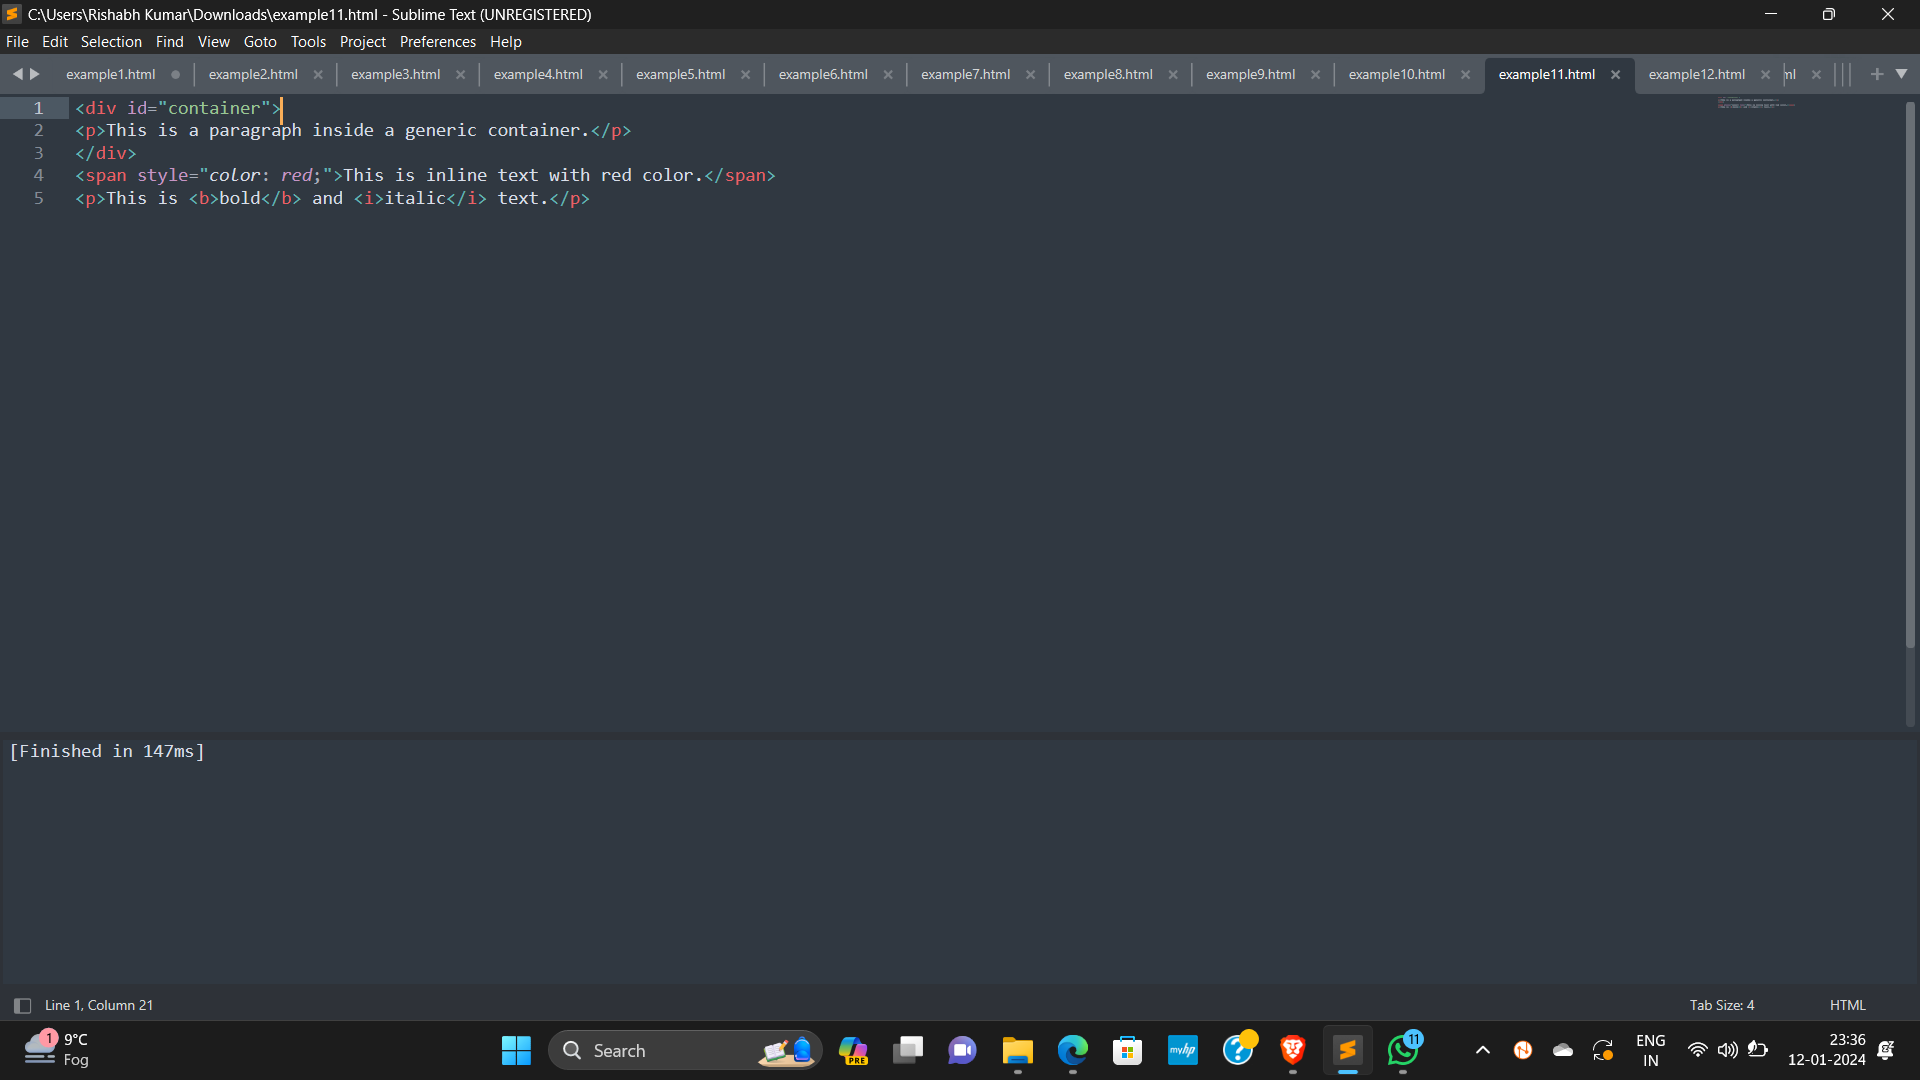 C:\Users\Rishabh Kumar\Downloads\example11.html - Sublime Text (UNREGISTERED)
File Edit Selection Find View Goto Tools Project Preferences Help
example1.html example2.html example3.html example4.html example5.html example6.html example7.html example8.html example9.html example10.html example11.html example12.html ml
1 <div id="container">
2 <p>This is a paragraph inside a generic container.</p>
3 </div>
4 <span style="color: red;">This is inline text with red color.</span>
5 <p>This is <b>bold</b> and <i>italic</i> text.</p>
[Finished in 147ms]
Line 1, Column 21 Tab Size: 4 HTML
1 9°C
Fog
Search
PRE
myhp
11
ENG
IN
23:36
12-01-2024